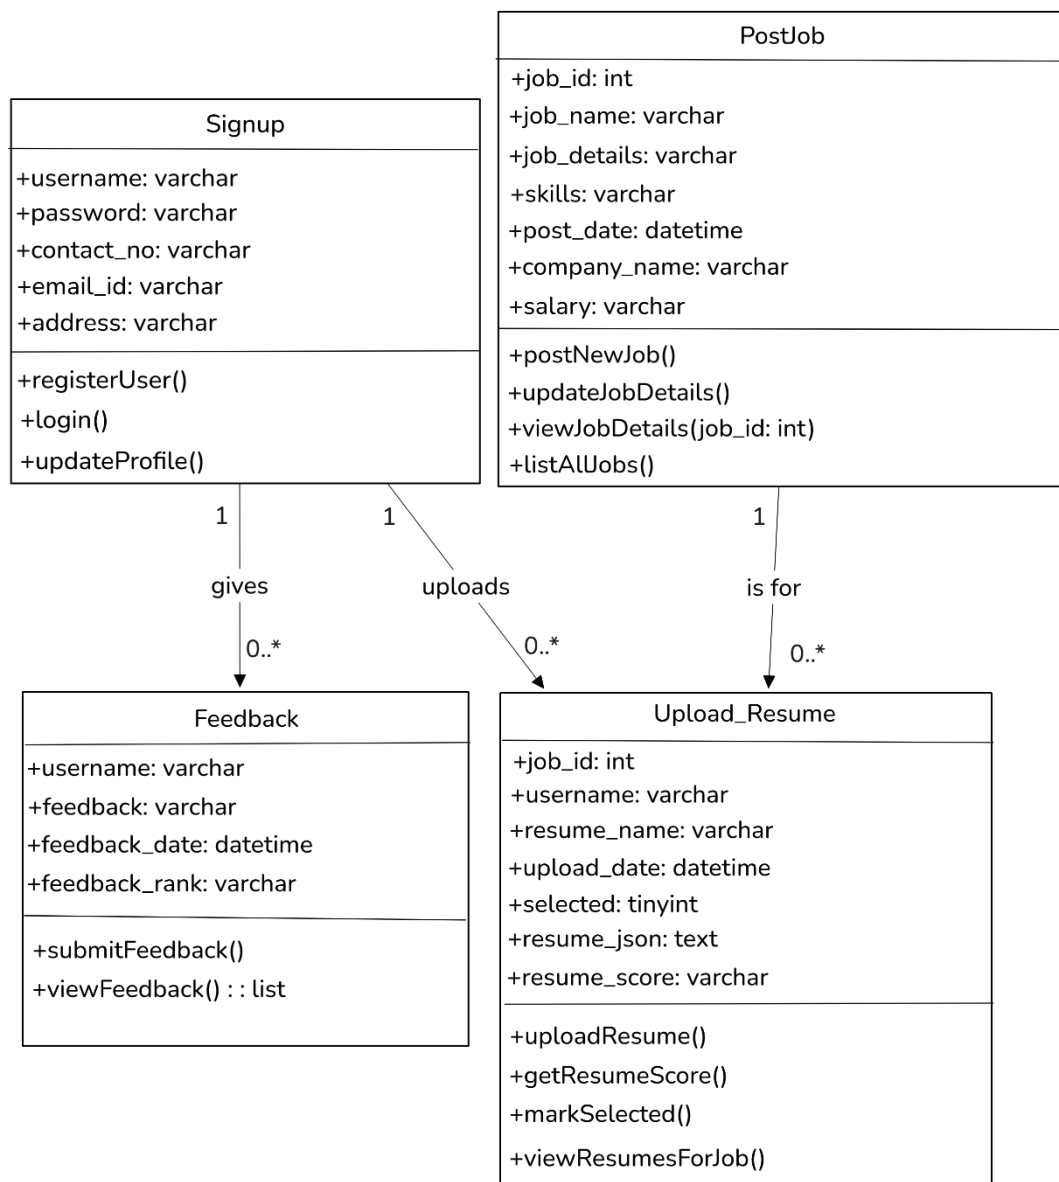 Signup
+username: varchar
+password: varchar
+contact_no: varchar
+email_id: varchar
+address: varchar
+registerUser()
+login()
+updateProfile()
PostJob
+job_id: int
+job_name: varchar
+job_details: varchar
+skills: varchar
+post_date: datetime
+company_name: varchar
+salary: varchar
+postNewJob()
+updateJobDetails()
+viewJobDetails(job_id: int)
+listAllJobs()
1
gives
0..*
1
uploads
0..*
1
is for
0..*
Feedback
+username: varchar
+feedback: varchar
+feedback_date: datetime
+feedback_rank: varchar
+submitFeedback()
+viewFeedback() : : list
Upload_Resume
+job_id: int
+username: varchar
+resume_name: varchar
+upload_date: datetime
+selected: tinyint
+resume_json: text
+resume_score: varchar
+uploadResume()
+getResumeScore()
+markSelected()
+viewResumesForJob()